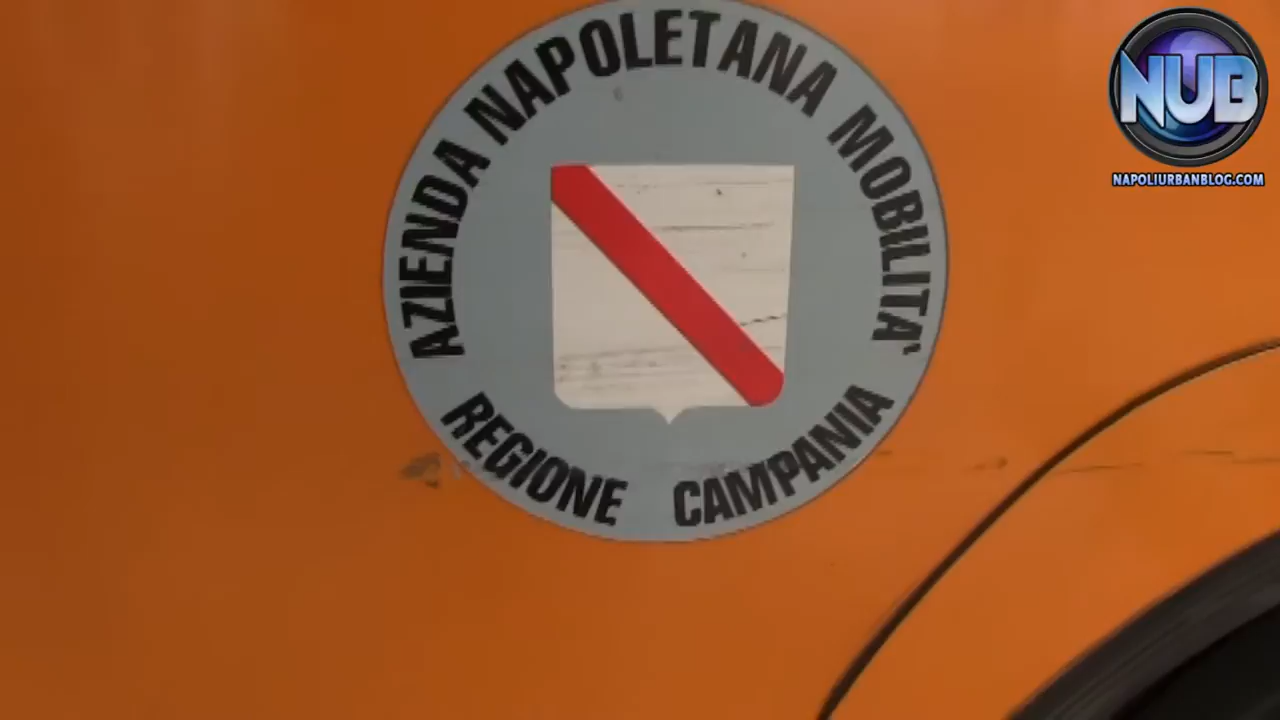 AZIENDA NAPOLETANA MOBILITA'
REGIONE CAMPANIA
NUB
NAPOLIURBANBLOG.COM